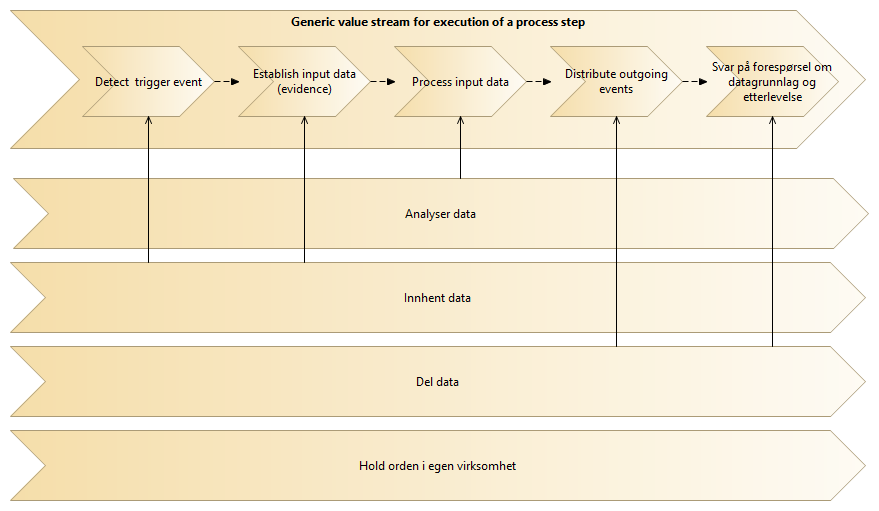 Generic value stream for execution of a process step
Detect  trigger event
Establish input data
(evidence)
Process input data
Distribute outgoing
events
Svar på forespørsel om
datagrunnlag og
etterlevelse
Analyser data
Innhent data
Del data
Hold orden i egen virksomhet